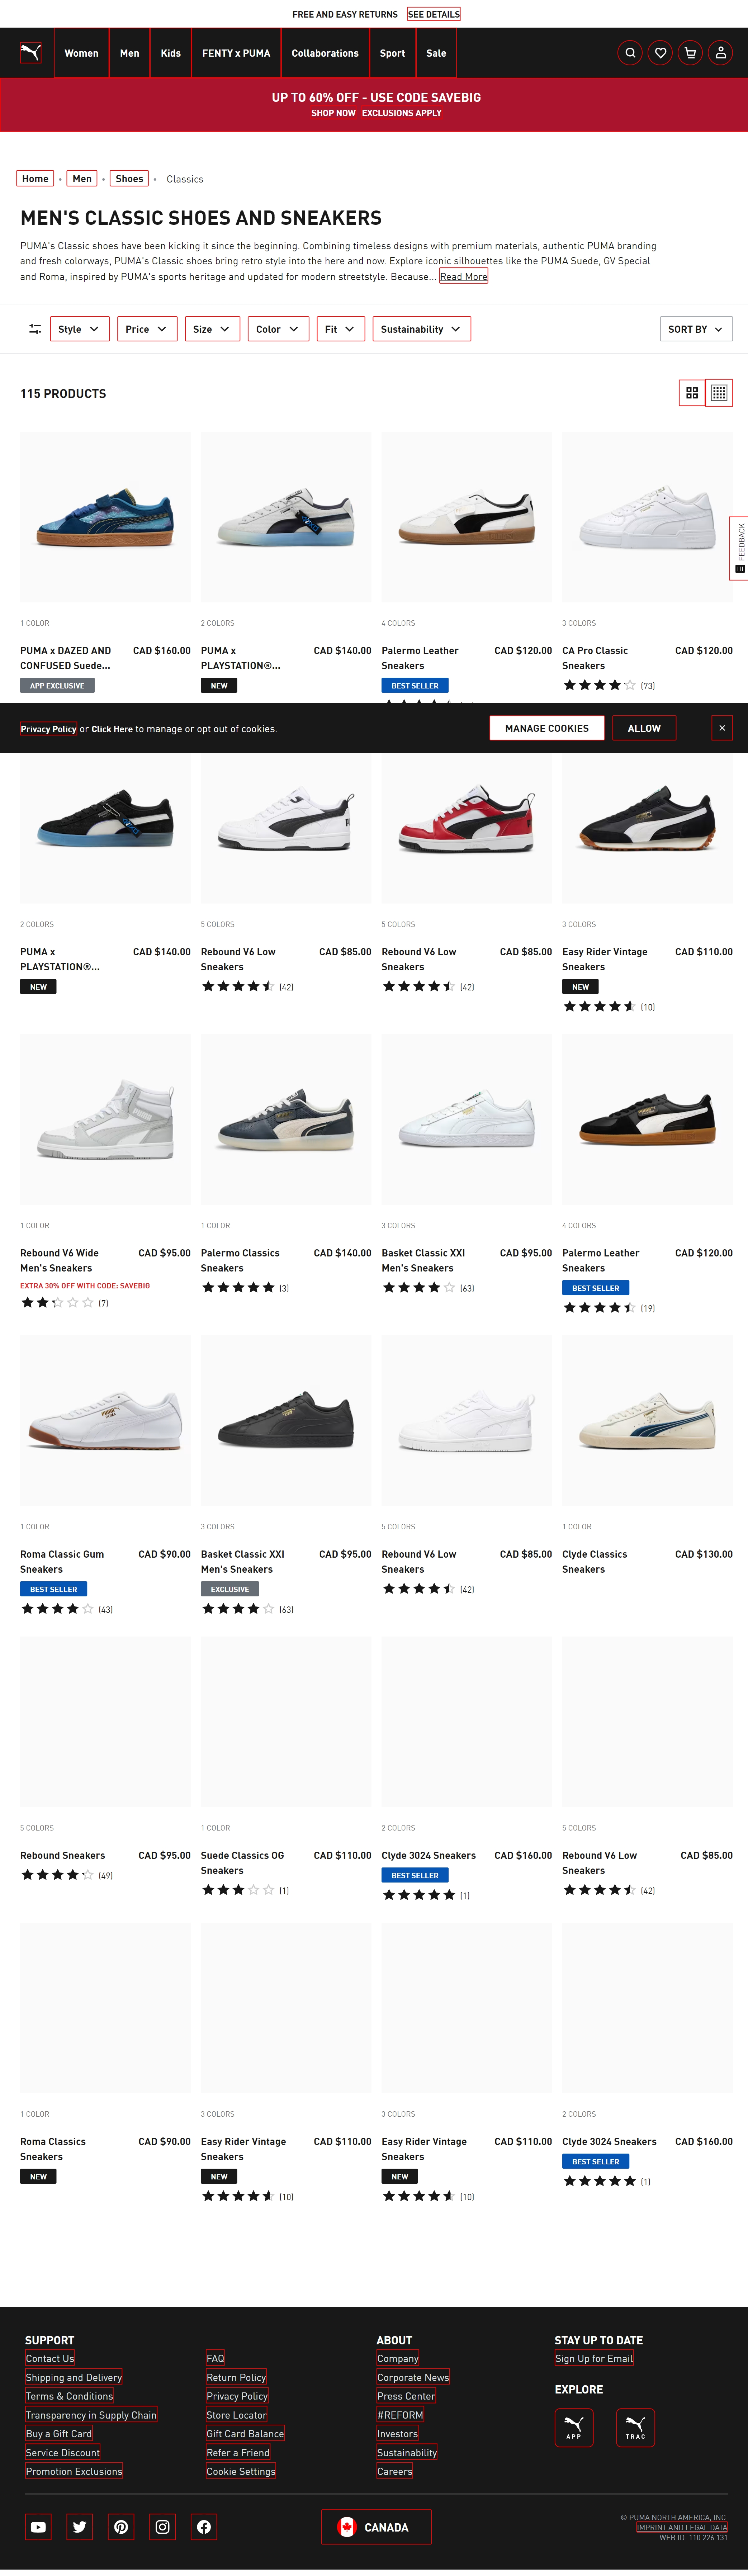 FREE AND EASY RETURNS SEE DETAILS
Women Men Kids FENTY x PUMA Collaborations Sport Sale
UP TO 60% OFF - USE CODE SAVEBIG
SHOP NOW EXCLUSIONS APPLY
Home • Men • Shoes • Classics
MEN'S CLASSIC SHOES AND SNEAKERS
PUMA's Classic shoes have been kicking it since the beginning. Combining timeless designs with premium materials, authentic PUMA branding
and fresh colorways, PUMA's Classic shoes bring retro style into the here and now. Explore iconic silhouettes like the PUMA Suede, GV Special
and Roma, inspired by PUMA's sports heritage and updated for modern streetstyle. Because... Read More
Style Price Size Color Fit Sustainability SORT BY
115 PRODUCTS
FEEDBACK
1 COLOR 2 COLORS 4 COLORS 3 COLORS
PUMA x DAZED AND CAD $160.00 PUMA x CAD $140.00 Palermo Leather CAD $120.00 CA Pro Classic CAD $120.00
CONFUSED Suede... PLAYSTATION®... Sneakers Sneakers
APP EXCLUSIVE NEW BEST SELLER (73)
Privacy Policy or Click Here to manage or opt out of cookies. MANAGE COOKIES ALLOW ×
2 COLORS 5 COLORS 5 COLORS 3 COLORS
PUMA x CAD $140.00 Rebound V6 Low CAD $85.00 Rebound V6 Low CAD $85.00 Easy Rider Vintage CAD $110.00
PLAYSTATION®... Sneakers Sneakers Sneakers
NEW (42) (42) NEW
(10)
1 COLOR 1 COLOR 3 COLORS 4 COLORS
Rebound V6 Wide CAD $95.00 Palermo Classics CAD $140.00 Basket Classic XXI CAD $95.00 Palermo Leather CAD $120.00
Men's Sneakers Sneakers Men's Sneakers Sneakers
EXTRA 30% OFF WITH CODE: SAVEBIG (3) (63) BEST SELLER
(7) (19)
1 COLOR 3 COLORS 5 COLORS 1 COLOR
Roma Classic Gum CAD $90.00 Basket Classic XXI CAD $95.00 Rebound V6 Low CAD $85.00 Clyde Classics CAD $130.00
Sneakers Men's Sneakers Sneakers Sneakers
BEST SELLER EXCLUSIVE (42)
(43) (63)
5 COLORS 1 COLOR 2 COLORS 5 COLORS
Rebound Sneakers CAD $95.00 Suede Classics OG CAD $110.00 Clyde 3024 Sneakers CAD $160.00 Rebound V6 Low CAD $85.00
Sneakers Sneakers
(49) (1) BEST SELLER (42)
(1)
1 COLOR 3 COLORS 3 COLORS 2 COLORS
Roma Classics CAD $90.00 Easy Rider Vintage CAD $110.00 Easy Rider Vintage CAD $110.00 Clyde 3024 Sneakers CAD $160.00
Sneakers Sneakers Sneakers BEST SELLER
NEW NEW NEW (1)
(10) (10)
SUPPORT ABOUT STAY UP TO DATE
Contact Us FAQ Company Sign Up for Email
Shipping and Delivery Return Policy Corporate News
Terms & Conditions Privacy Policy Press Center EXPLORE
Transparency in Supply Chain Store Locator #REFORM
Buy a Gift Card Gift Card Balance Investors APP TRAC
Service Discount Refer a Friend Sustainability
Promotion Exclusions Cookie Settings Careers
CANADA
© PUMA NORTH AMERICA, INC.
IMPRINT AND LEGAL DATA
WEB ID: 110 226 131